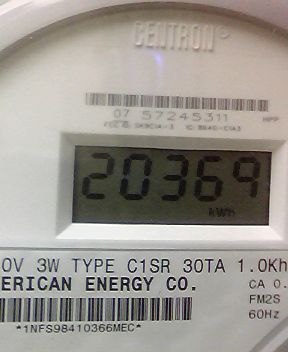 CENTRON®
07 57245311
20369
kWh
0V 3W TYPE C1SR 30TA 1.0Kh
ERICAN ENERGY CO.
CA 0.
FM2S
60Hz
*1NFS98410366MEC*